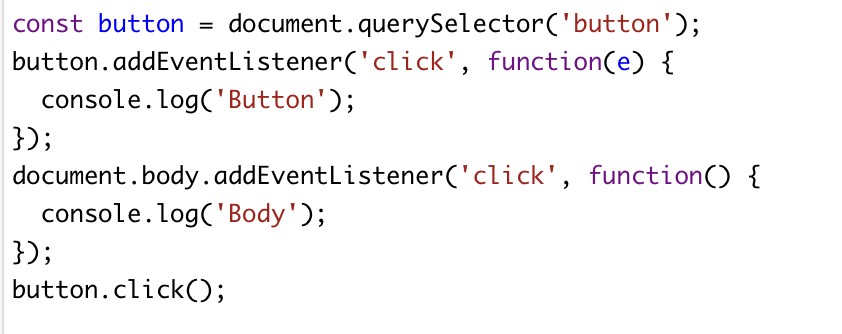 const button = document.querySelector('button');
button.addEventListener('click', function(e) {
  console.log('Button');
});
document.body.addEventListener('click', function() {
  console.log('Body');
});
button.click();